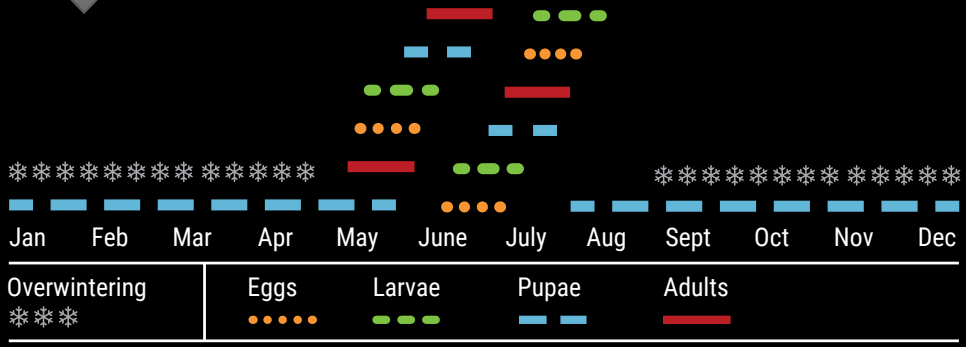 Jan Feb Mar Apr May June July Aug Sept Oct Nov Dec
Overwintering Eggs Larvae Pupae Adults